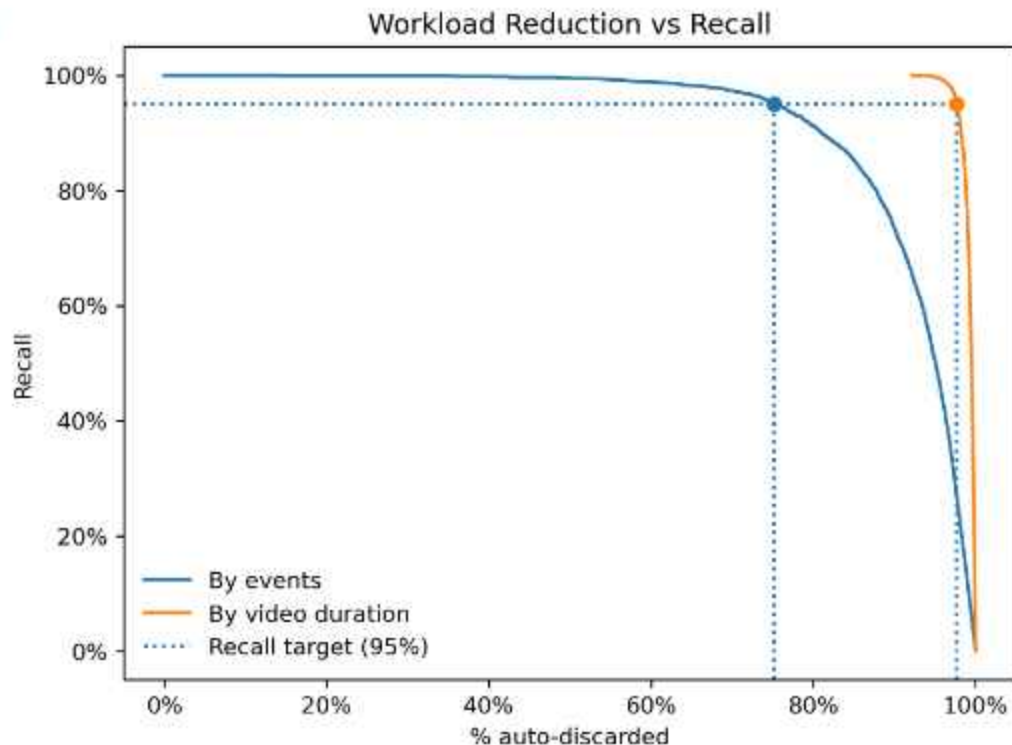 Workload Reduction vs Recall
100%
80%
60%
40%
20%
0%
Recall
By events
By video duration
Recall target (95%)
0%
20%
40%
60%
80%
100%
% auto-discarded